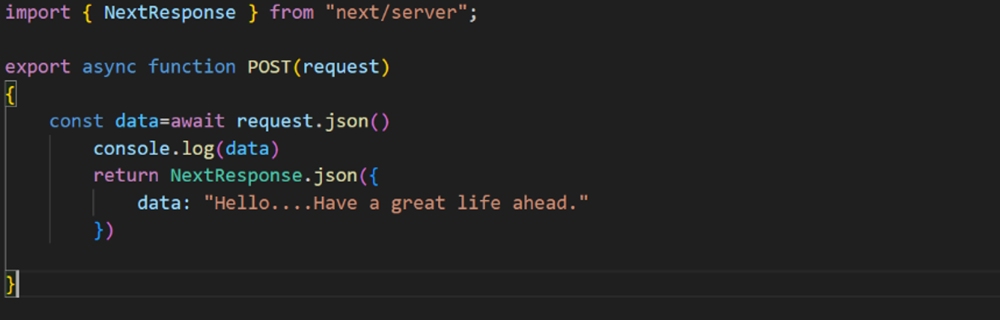 import { NextResponse } from "next/server";
export async function POST(request)
{
const data=await request.json()
console.log(data)
return NextResponse.json({
data: "Hello....Have a great life ahead."
})
}